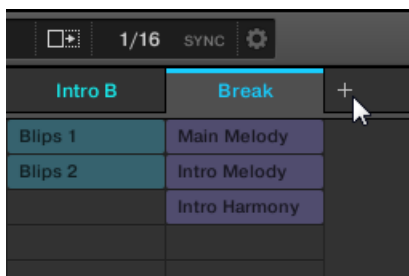 1/16 SYNC
Intro B Break +
Blips 1 Main Melody
Blips 2 Intro Melody
Intro Harmony